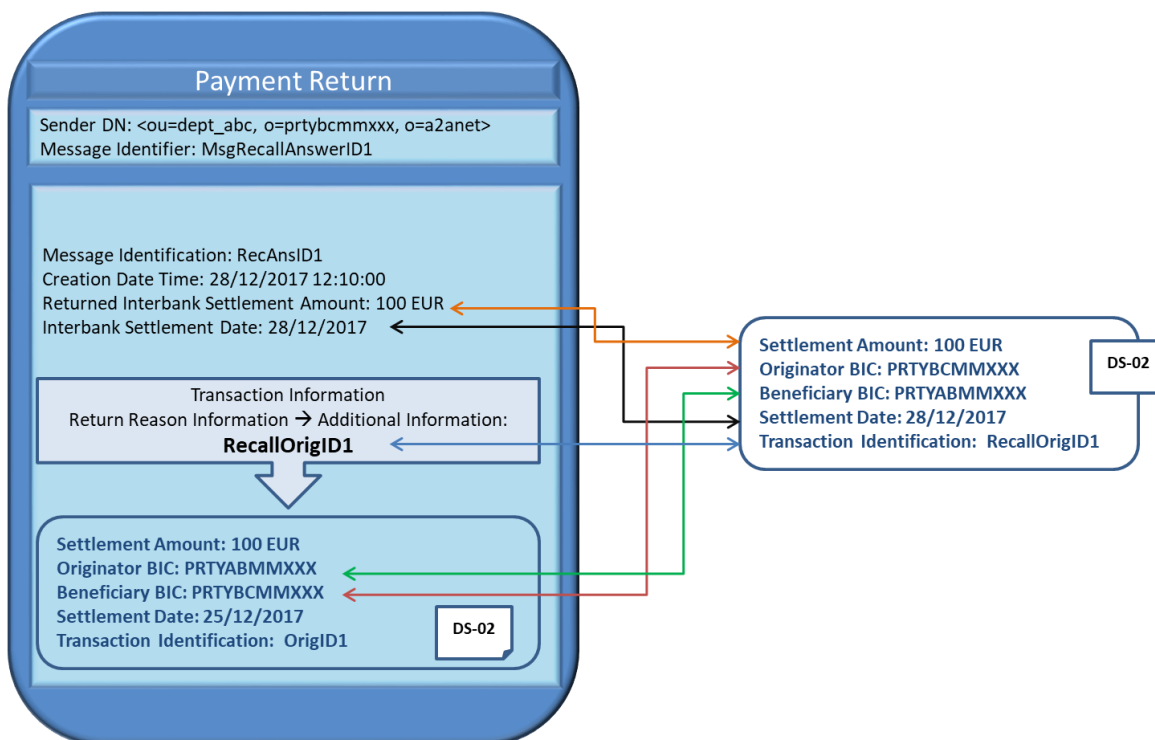 Payment Return
Sender DN: <ou=dept_abc, o=prtybcmmxxx, o=a2anet>
Message Identifier: MsgRecallAnswerID1
Message Identification: RecAnsID1
Creation Date Time: 28/12/2017 12:10:00
Returned Interbank Settlement Amount: 100 EUR
Interbank Settlement Date: 28/12/2017
Transaction Information
Return Reason Information → Additional Information:
RecallOrigID1
Settlement Amount: 100 EUR
Originator BIC: PRTYABMMXXX
Beneficiary BIC: PRTYBCMMXXX
Settlement Date: 25/12/2017
Transaction Identification: OrigID1
DS-02
Settlement Amount: 100 EUR
Originator BIC: PRTYBCMMXXX
Beneficiary BIC: PRTYABMMXXX
Settlement Date: 28/12/2017
Transaction Identification: RecallOrigID1
DS-02